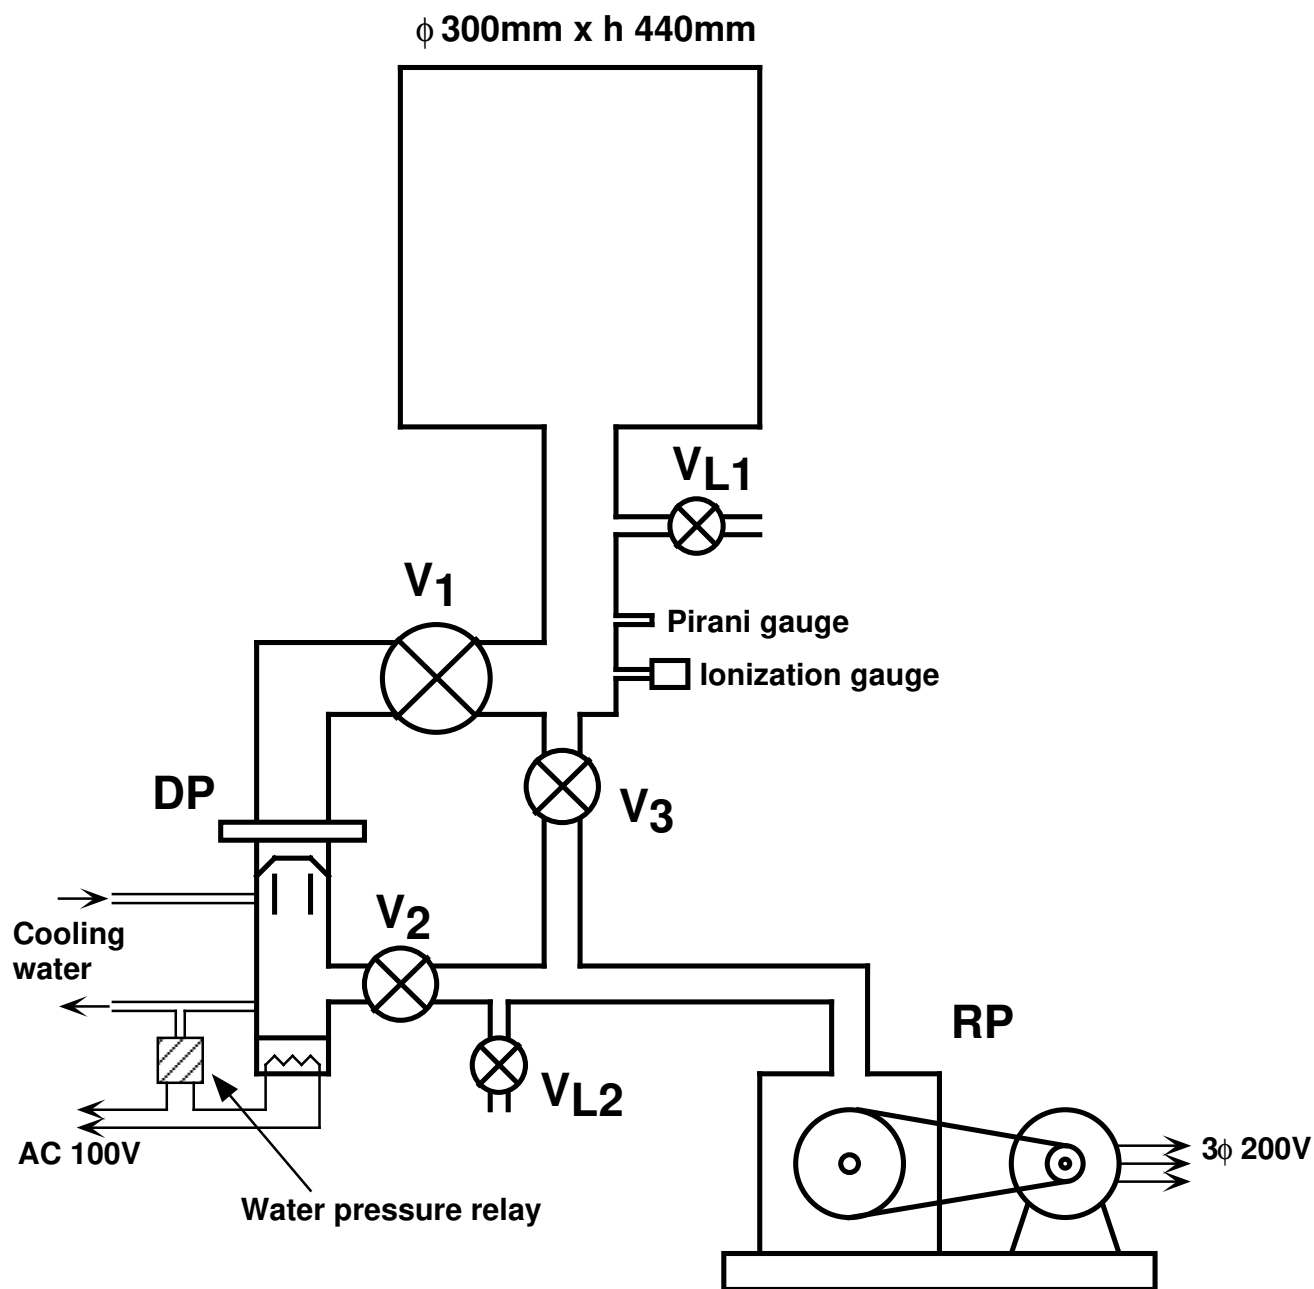 ϕ 300mm x h 440mm
VL1
V1
Pirani gauge
Ionization gauge
DP
V3
V2
Cooling
water
RP
VL2
AC 100V
3ϕ 200V
Water pressure relay